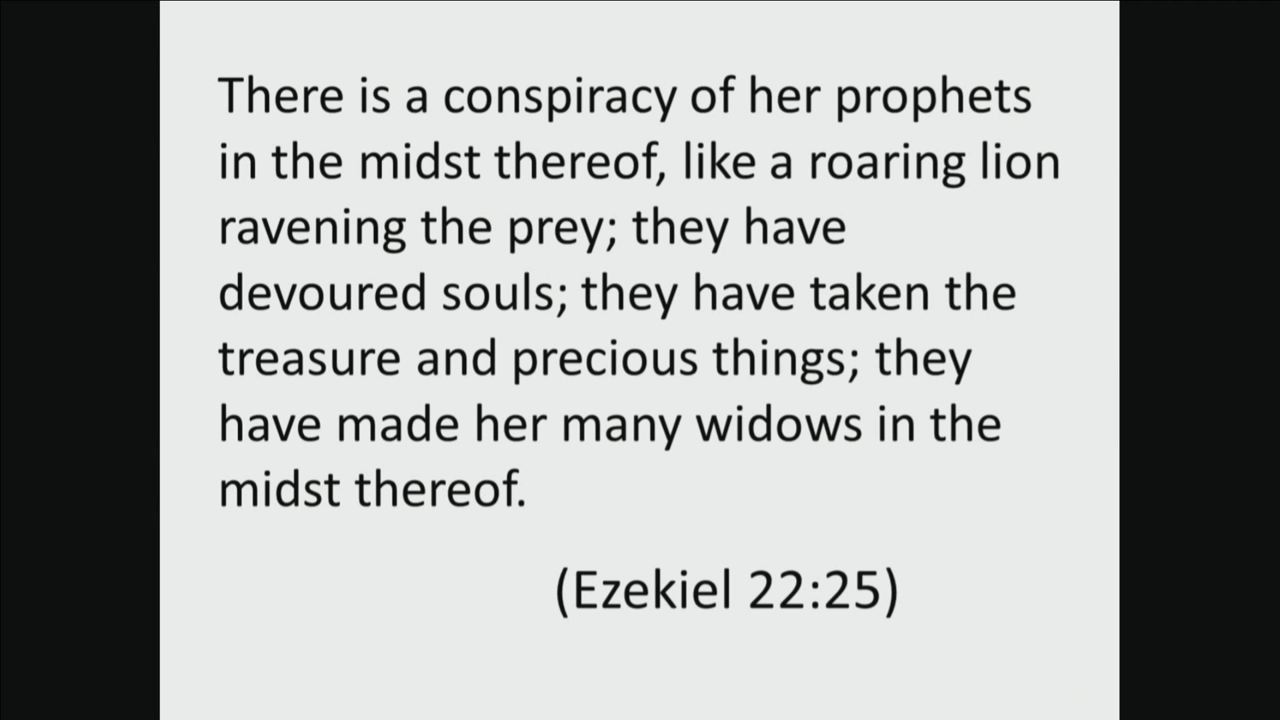 There is a conspiracy of her prophets
in the midst thereof, like a roaring lion
ravening the prey; they have
devoured souls; they have taken the
treasure and precious things; they
have made her many widows in the
midst thereof.
(Ezekiel 22:25)